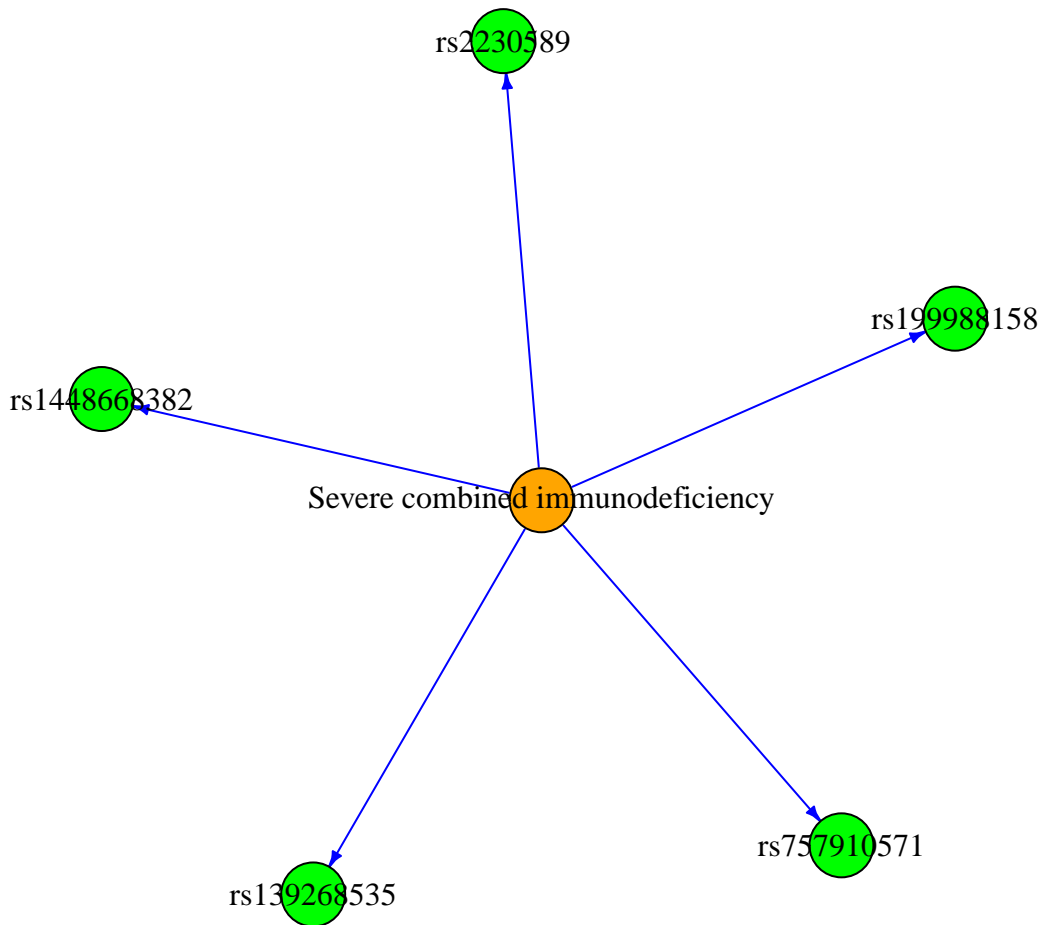 rs2230589
rs199988158
rs1448668382
Severe combined immunodeficiency
rs757910571
rs139268535